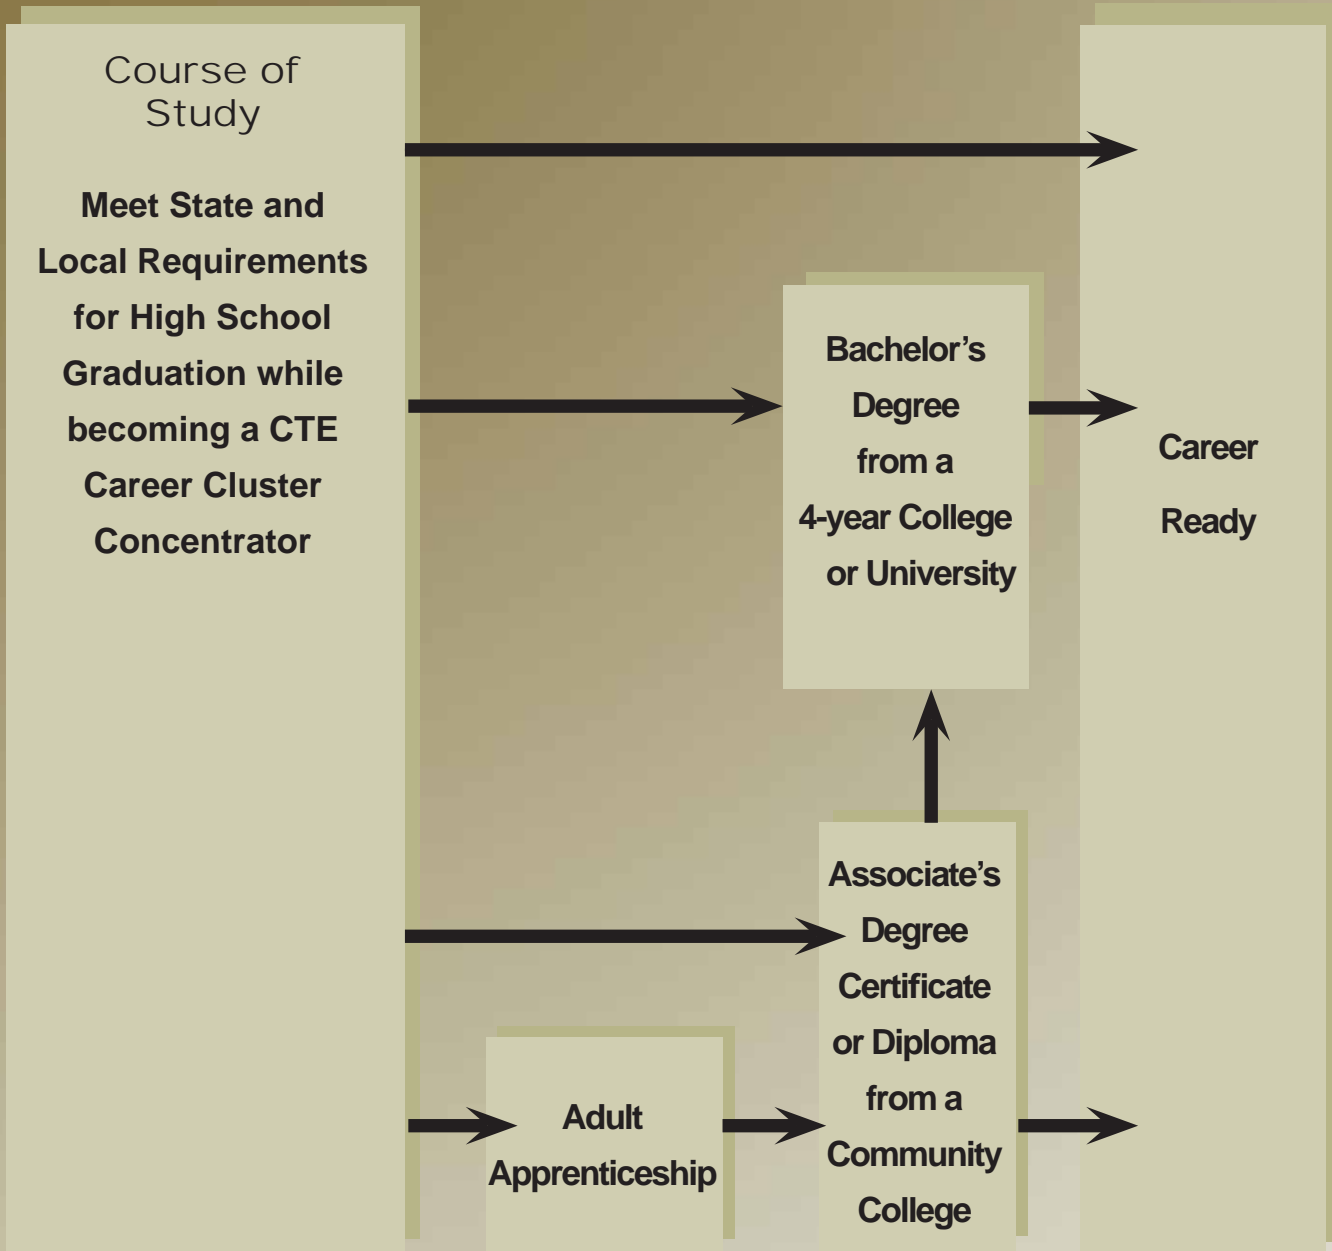 Course of
Study
Meet State and
Local Requirements
for High School
Graduation while
becoming a CTE
Career Cluster
Concentrator
Bachelor’s
Degree
from a
4-year College
or University
Career
Ready
Associate’s
Degree
Certificate
or Diploma
from a
Community
College
Adult
Apprenticeship